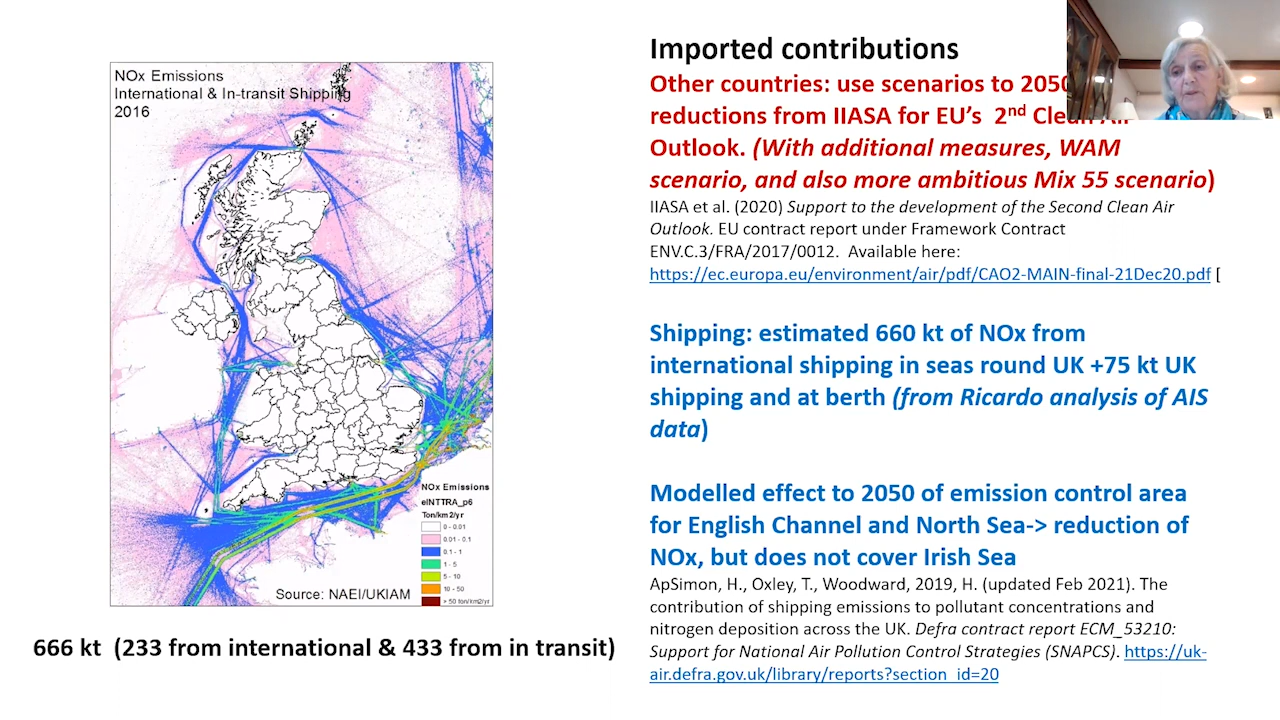 NOx Emissions
International & In-transit Shipping
2016
NOx Emissions
eINTTRA_p6
Ton/km2/yr
0 - 0.01
0.01 - 0.1
0.1 - 1
1 - 5
5 - 10
10 - 50
> 50 ton/km2/yr
Source: NAEI/UKIAM
666 kt (233 from international & 433 from in transit)
Imported contributions
Other countries: use scenarios to 2050
reductions from IIASA for EU's 2nd Clean Air
Outlook. (With additional measures, WAM
scenario, and also more ambitious Mix 55 scenario)
IIASA et al. (2020) Support to the development of the Second Clean Air
Outlook. EU contract report under Framework Contract
ENV.C.3/FRA/2017/0012. Available here:
https://ec.europa.eu/environment/air/pdf/CAO2-MAIN-final-21Dec20.pdf [
Shipping: estimated 660 kt of NOx from
international shipping in seas round UK +75 kt UK
shipping and at berth (from Ricardo analysis of AIS
data)
Modelled effect to 2050 of emission control area
for English Channel and North Sea-> reduction of
NOx, but does not cover Irish Sea
ApSimon, H., Oxley, T., Woodward, 2019, H. (updated Feb 2021). The
contribution of shipping emissions to pollutant concentrations and
nitrogen deposition across the UK. Defra contract report ECM_53210:
Support for National Air Pollution Control Strategies (SNAPCS). https://uk-
air.defra.gov.uk/library/reports?section_id=20